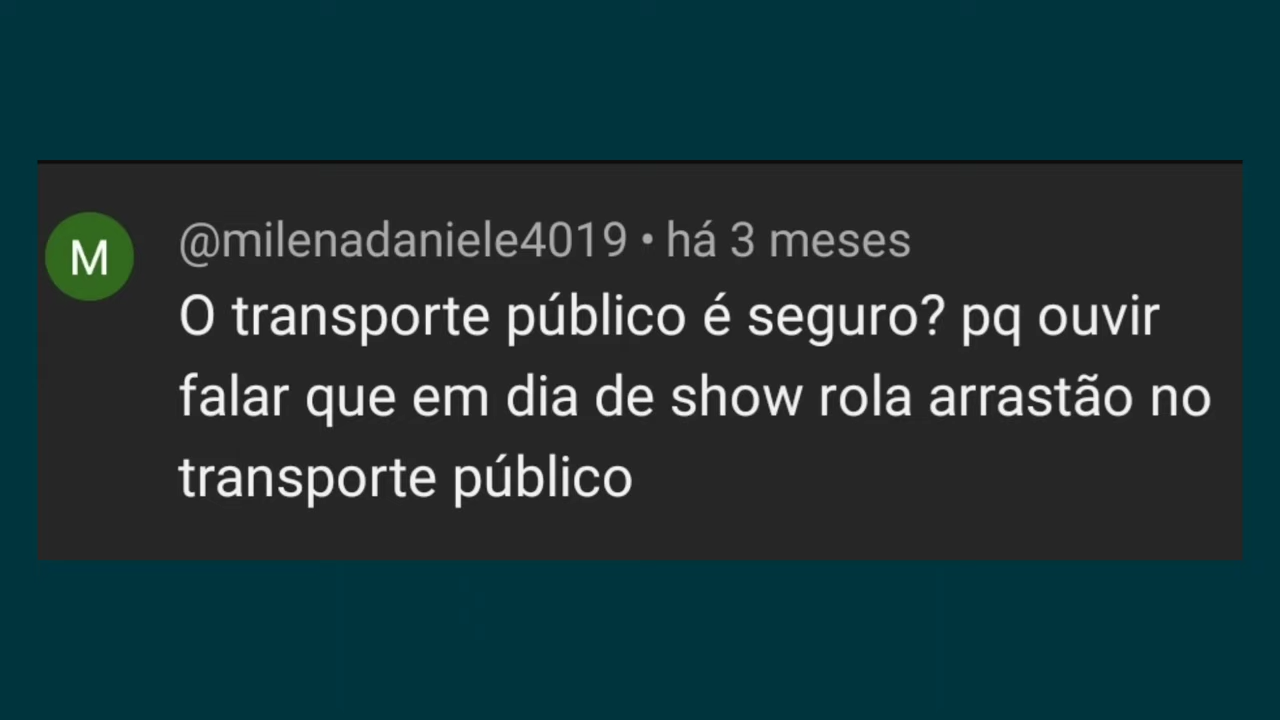 M
@milenadaniele4019 • há 3 meses
O transporte público é seguro? pq ouvir
falar que em dia de show rola arrastão no
transporte público